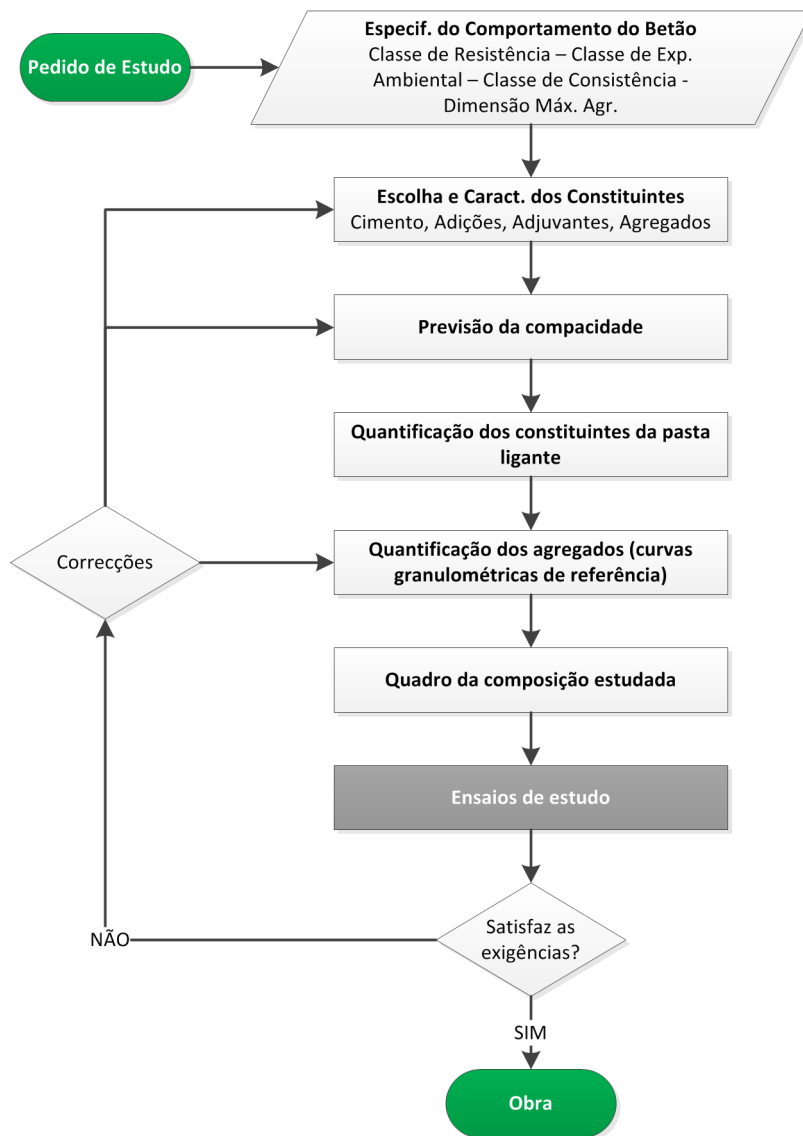 Pedido de Estudo
Especif. do Comportamento do Betão
Classe de Resistência – Classe de Exp.
Ambiental – Classe de Consistência -
Dimensão Máx. Agr.
Escolha e Caract. dos Constituintes
Cimento, Adições, Adjuvantes, Agregados
Previsão da compacidade
Quantificação dos constituintes da pasta
ligante
Correcções
Quantificação dos agregados (curvas
granulométricas de referência)
Quadro da composição estudada
Ensaios de estudo
Satisfaz as
exigências?
NÃO
SIM
Obra